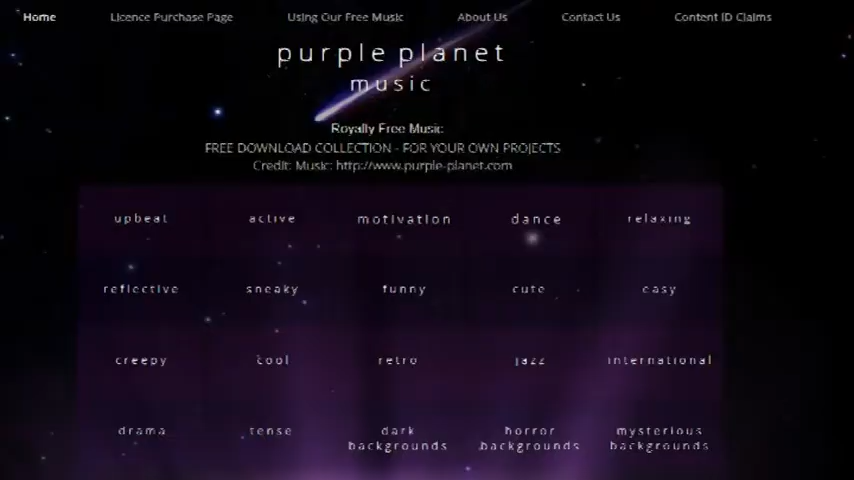 Home Licence Purchase Page Using Our Free Music About Us Contact Us Content ID Claims
purple planet
music
Royalty Free Music
FREE DOWNLOAD COLLECTION - FOR YOUR OWN PROJECTS
Credit: Music: http://www.purple-planet.com
upbeat active motivation dance relaxing
reflective sneaky funny cute easy
creepy cool retro jazz international
drama tense dark backgrounds horror backgrounds mysterious backgrounds